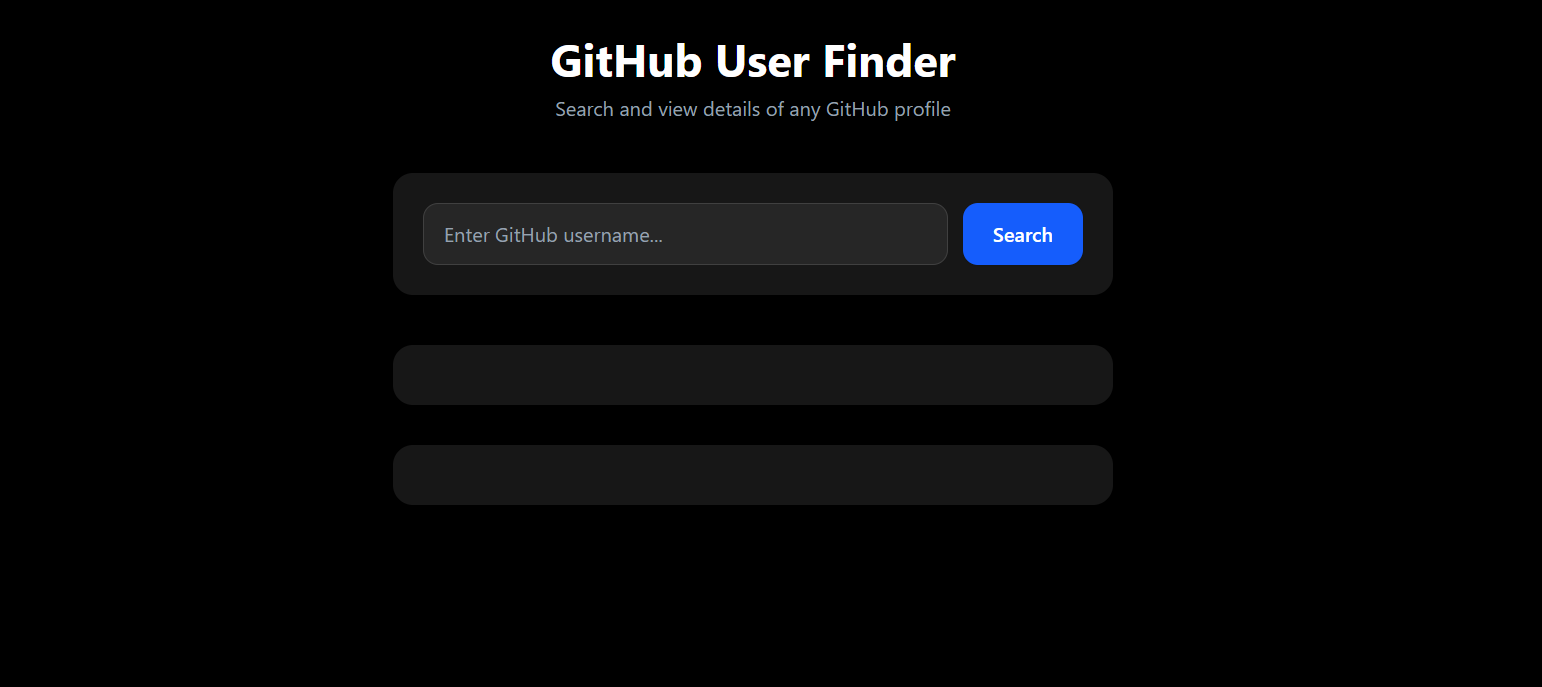 GitHub User Finder
Search and view details of any GitHub profile
Enter GitHub username...
Search